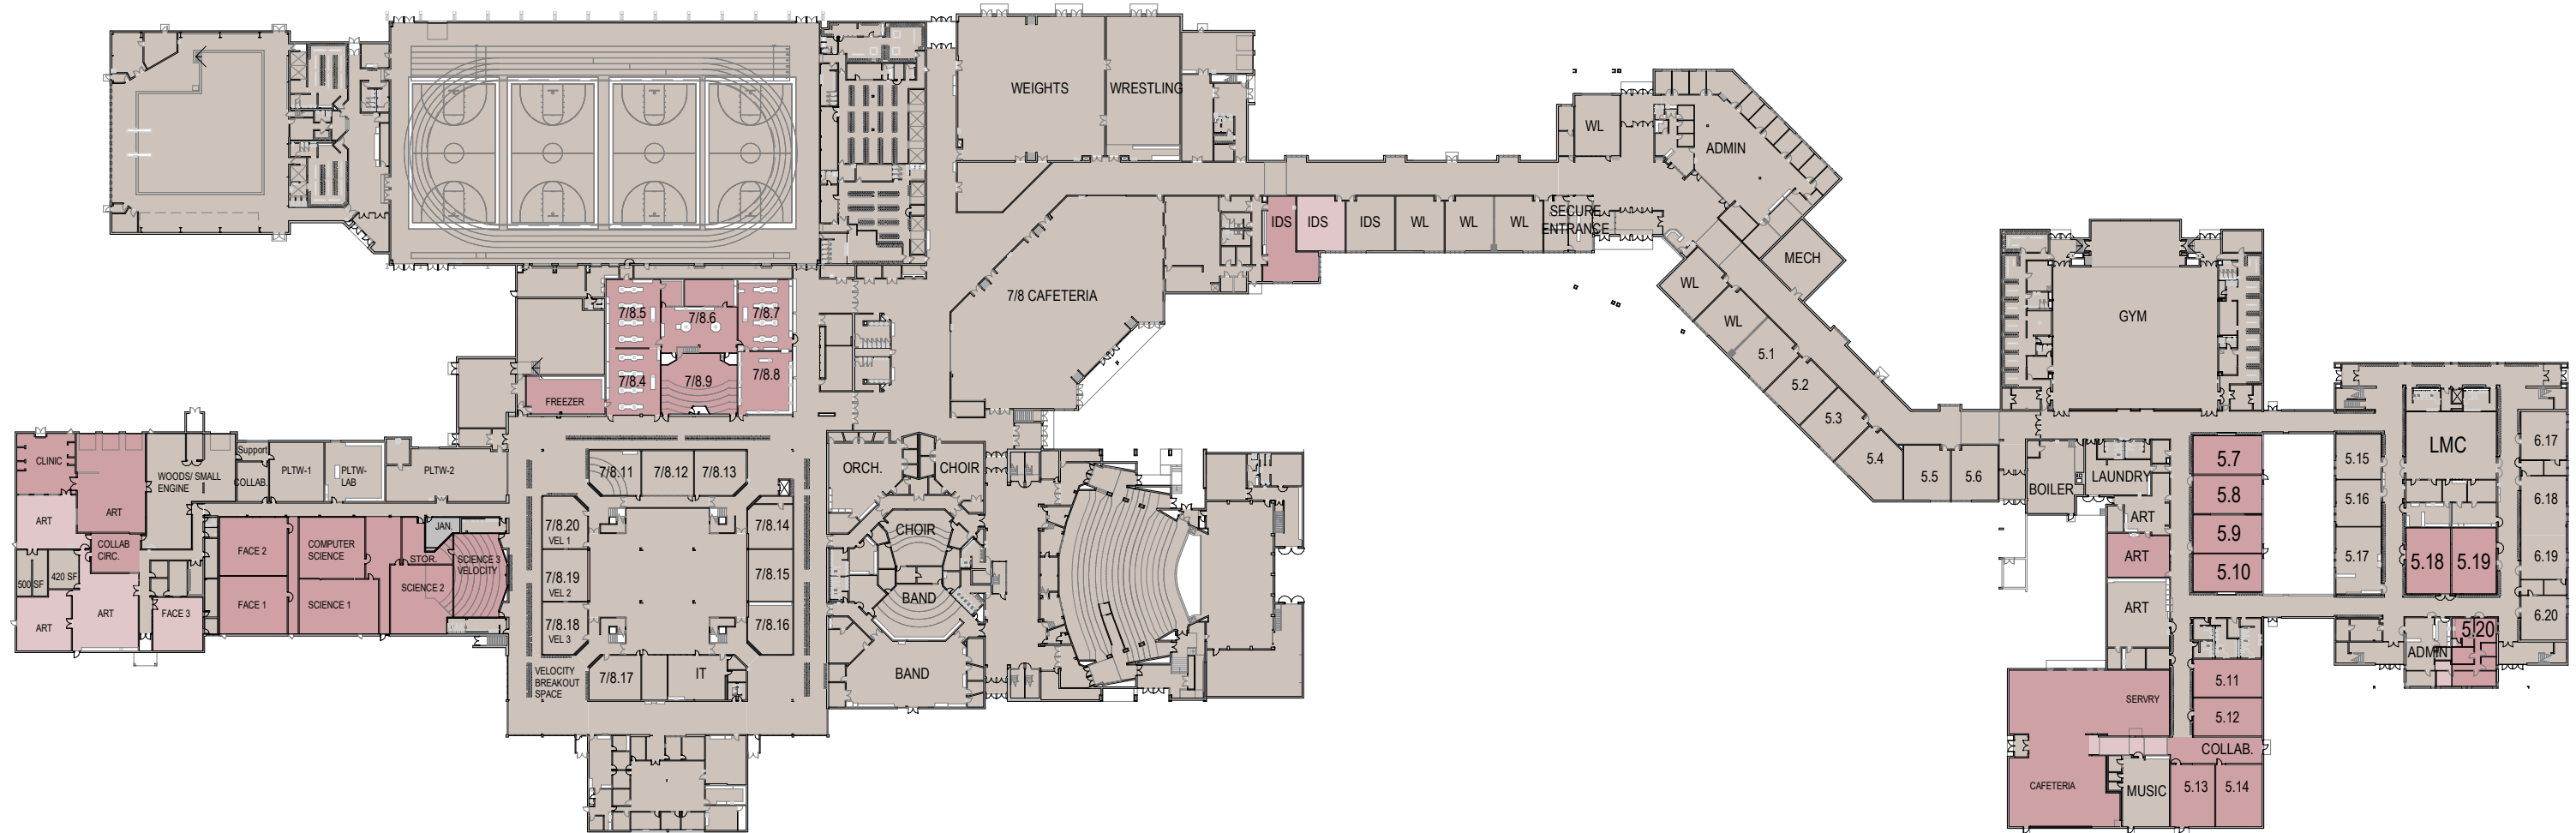 WEIGHTS
WRESTLING
WL
ADMIN
IDS
IDS
IDS
WL
WL
WL
SECURE
ENTRANCE
MECH
7/8 CAFETERIA
WL
WL
5.1
5.2
5.3
5.4
5.5
5.6
GYM
7/8.5
7/8.6
7/8.7
7/8.4
7/8.9
7/8.8
FREEZER
CLINIC
ART
WOODS/ SMALL
ENGINE
Support
COLLAB.
PLTW-1
PLTW-
LAB
PLTW-2
ART
COLLAB
CIRC.
500 SF
420 SF
ART
ART
FACE 3
FACE 2
FACE 1
COMPUTER
SCIENCE
SCIENCE 1
STOR.
JAN.
SCIENCE 2
SCIENCE 3
VELOCITY
7/8.11
7/8.12
7/8.13
7/8.20
VEL 1
7/8.19
VEL 2
7/8.18
VEL 3
7/8.14
7/8.15
7/8.16
VELOCITY
BREAKOUT
SPACE
7/8.17
IT
ORCH.
CHOIR
CHOIR
BAND
BAND
BOILER
LAUNDRY
ART
ART
ART
5.7
5.8
5.9
5.10
5.15
5.16
5.17
LMC
5.18
5.19
6.17
6.18
6.19
6.20
ADMIN
5.20
SERVRY
5.11
5.12
COLLAB.
CAFETERIA
MUSIC
5.13
5.14